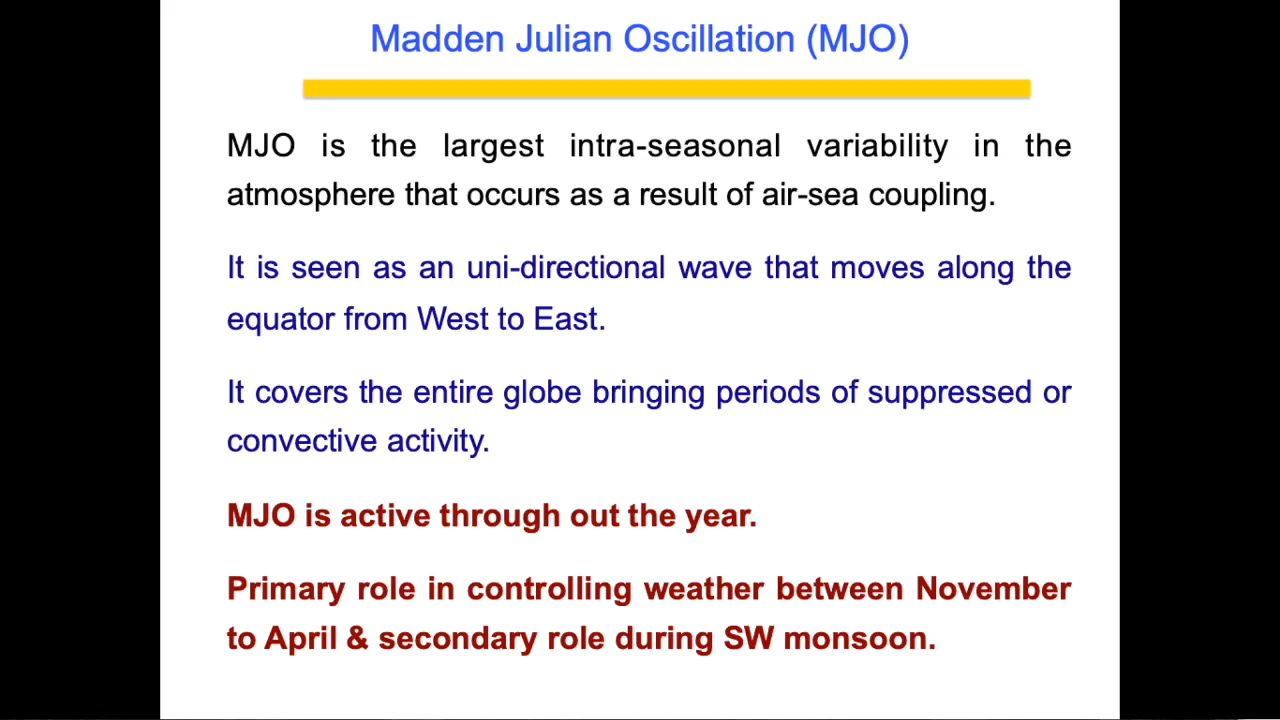 Madden Julian Oscillation (MJO)
MJO is the largest intra-seasonal variability in the
atmosphere that occurs as a result of air-sea coupling.
It is seen as an uni-directional wave that moves along the
equator from West to East.
It covers the entire globe bringing periods of suppressed or
convective activity.
MJO is active through out the year.
Primary role in controlling weather between November
to April & secondary role during SW monsoon.